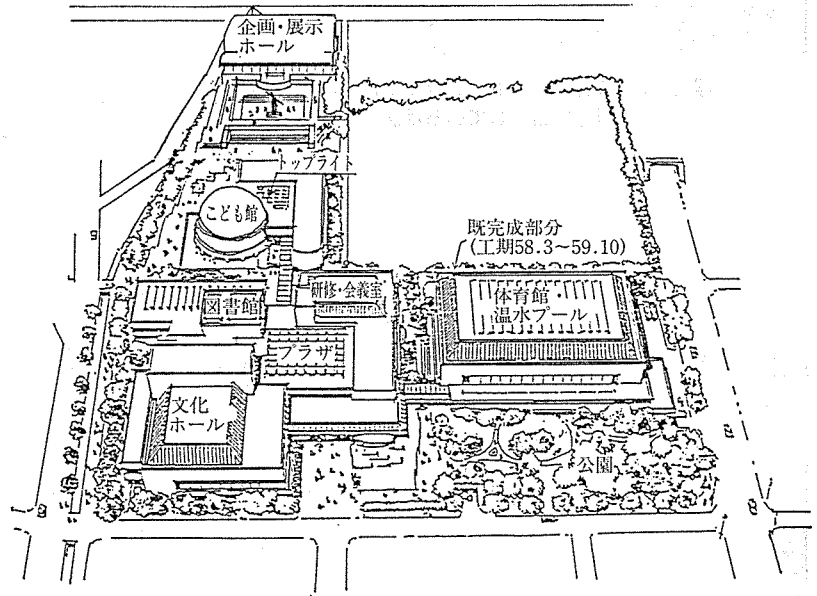 企画・展示
ホール
トップライト
こども館
既完成部分
(工期58.3〜59.10)
研修・会議室
体育館・
温水プール
図書館
プラザ
文化
ホール
公園